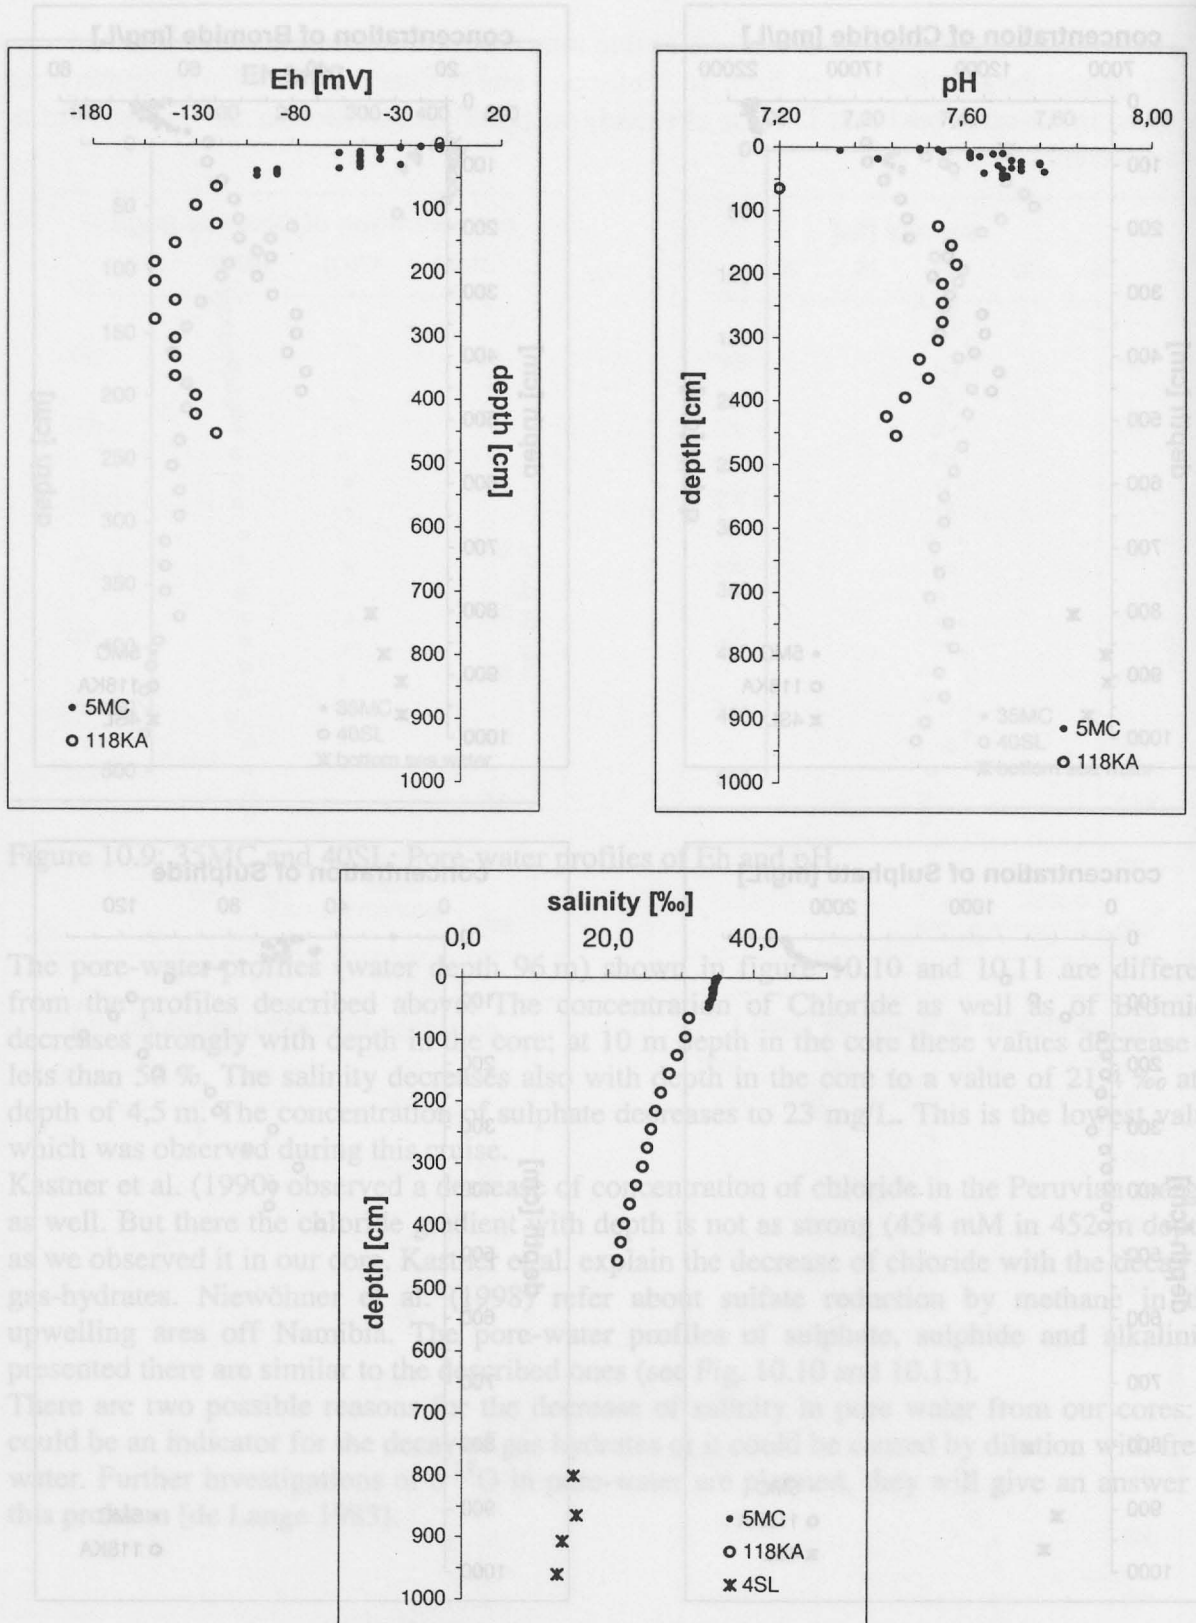 Eh [mV]
-180 -130 -80 -30 20
0
100
200
300
400
500
600
700
800
900
1000
depth [cm]
5MC
118KA
pH
7,20 7,60 8,00
0
100
200
300
400
500
600
700
800
900
1000
depth [cm]
5MC
118KA
Figure 10.9: 35MC and 40SL: Pore-water profiles of Eh and pH.
salinity [‰]
0,0 20,0 40,0
0
100
200
300
400
500
600
700
800
900
1000
depth [cm]
5MC
118KA
4SL
The pore-water profiles (water depth 96 m) shown in figure 10.10 and 10.11 are differe
from the profiles described above. The concentration of Chloride as well as of Bromi
decreases strongly with depth in the core; at 10 m depth in the core these values decrease
less than 50 %. The salinity decreases also with depth in the core to a value of ‰ at
depth of 4,5 m. The concentration of sulphate decreases to 23 mg/L. This is the lowest val
which was observed during this cruise.
Kastner et al. (1990) observed a decrease of concentration of chloride in the Peruvian
as well. But there the chloride gradient with depth is not as strong (454 mM in 452 m de
as we observed it in our core. Kastner et al. explain the decrease of chloride with the decay
gas-hydrates. Niewöhner et al. (1998) refer about sulfate reduction by methane in
upwelling area off Namibia. The pore-water profiles of sulphate, sulphide and alkalini
presented there are similar to the described ones (see Fig. 10.10 and 10.13).
There are two possible reasons for the decrease of salinity in pore water from our cores:
could be an indicator for the decay of gas hydrates or it could be caused by dilution with fre
water. Further investigations of in pore-water are planned, they will give an answer
this problem [de Lange 1983].